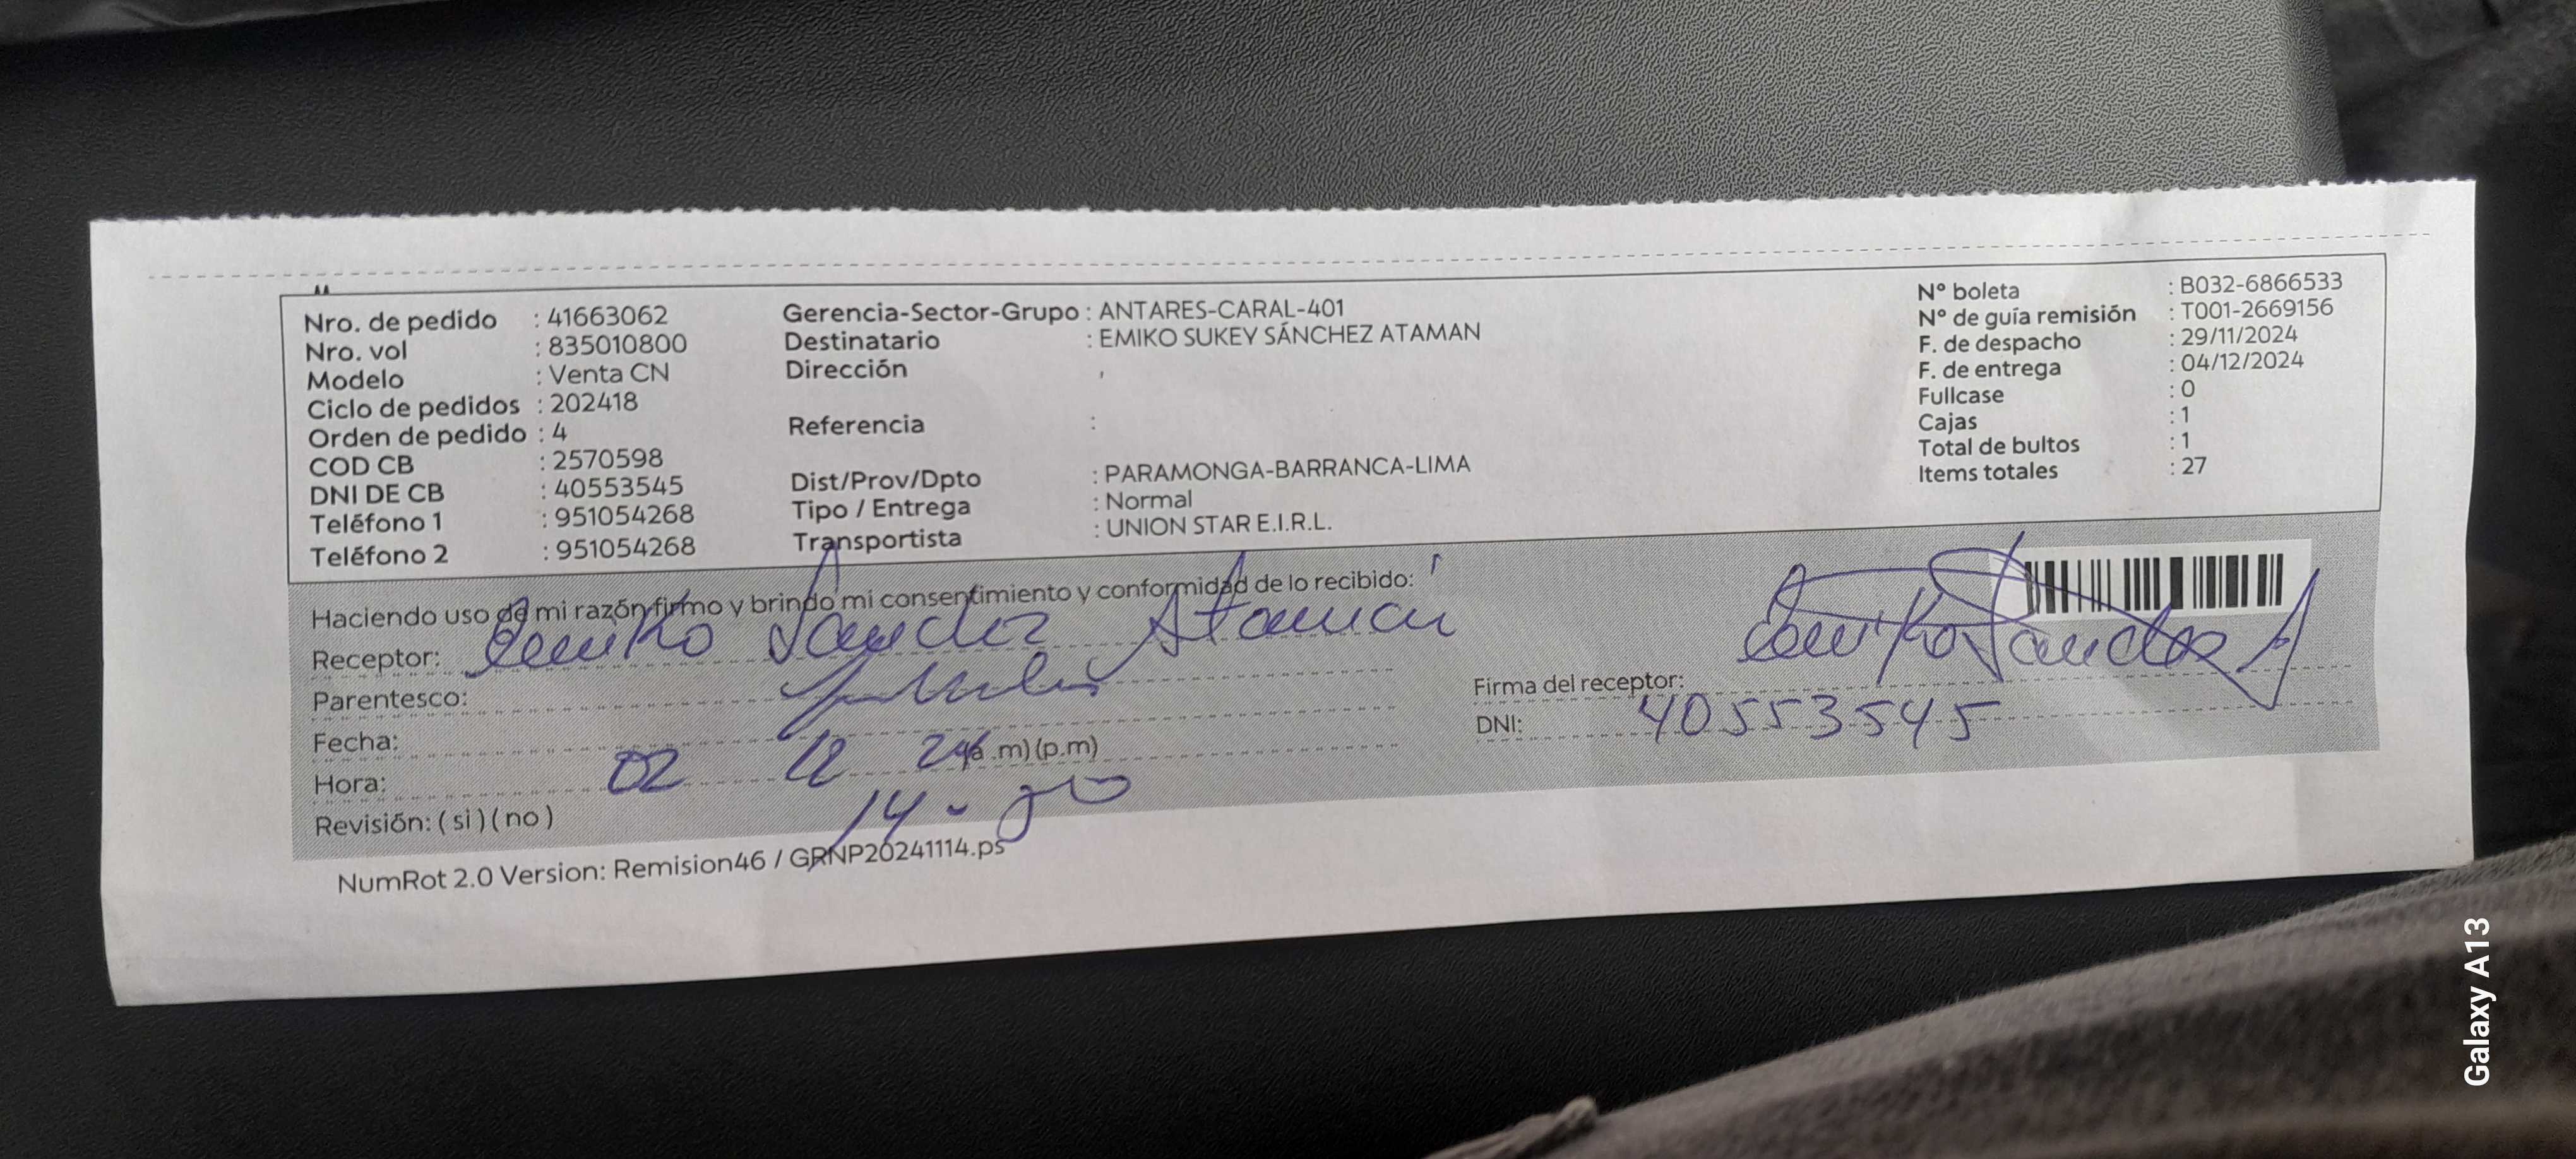 Nro. de pedido : 41663062
Nro. vol : 835010800
Modelo : Venta CN
Ciclo de pedidos : 202418
Orden de pedido : 4
COD CB : 2570598
DNI DE CB : 40553545
Teléfono 1 : 951054268
Teléfono 2 : 951054268
Gerencia-Sector-Grupo : ANTARES-CARAL-401
Destinatario : EMIKO SUKEY SÁNCHEZ ATAMAN
Dirección ,
Referencia :
Dist/Prov/Dpto : PARAMONGA-BARRANCA-LIMA
Tipo / Entrega : Normal
Transportista : UNION STAR E.I.R.L.
N° boleta : B032-6866533
N° de guía remisión : T001-2669156
F. de despacho : 29/11/2024
F. de entrega : 04/12/2024
Fullcase : 0
Cajas : 1
Total de bultos : 1
Items totales : 27
Haciendo uso de mi razón firmo y brindo mi consentimiento y conformidad de lo recibido:
Receptor: Emiko Sanchez Ataman
Parentesco:
Fecha:
Hora: 02 12 24 (a.m) (p.m)
Revisión: ( si ) ( no ) 14-
Firma del receptor: Emiko Sanchez A
DNI: 40553545
NumRot 2.0 Version: Remision46 / GRNP20241114.ps
Galaxy A13